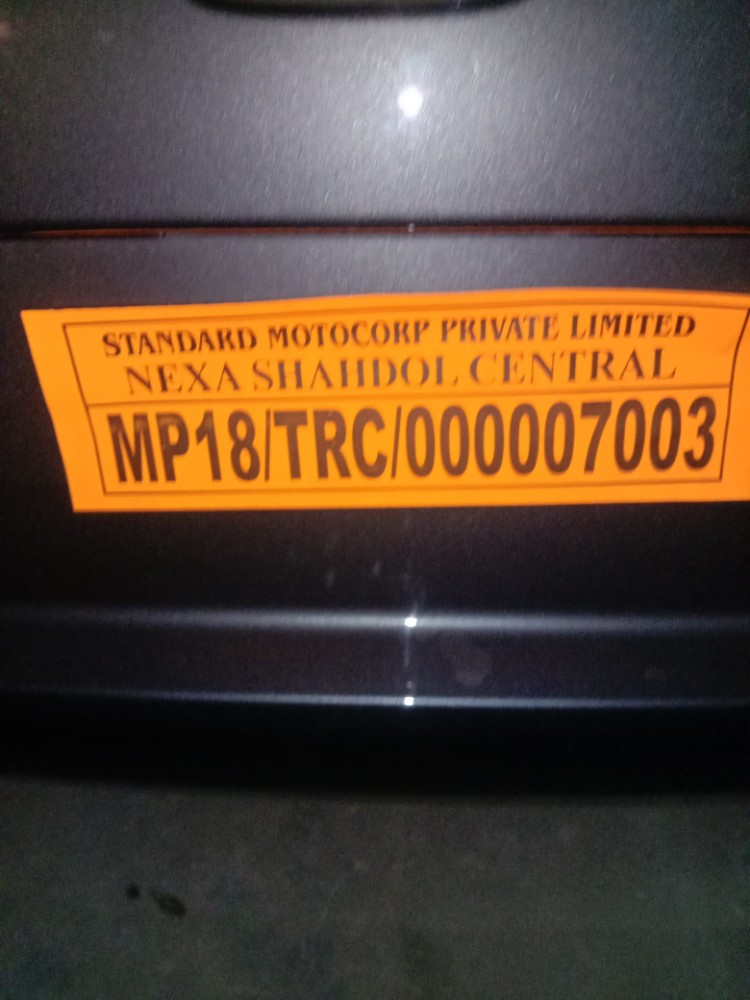 STANDARD MOTOCORP PRIVATE LIMITED
NEXA SHAHDOL CENTRAL
MP18/TRC/000007003